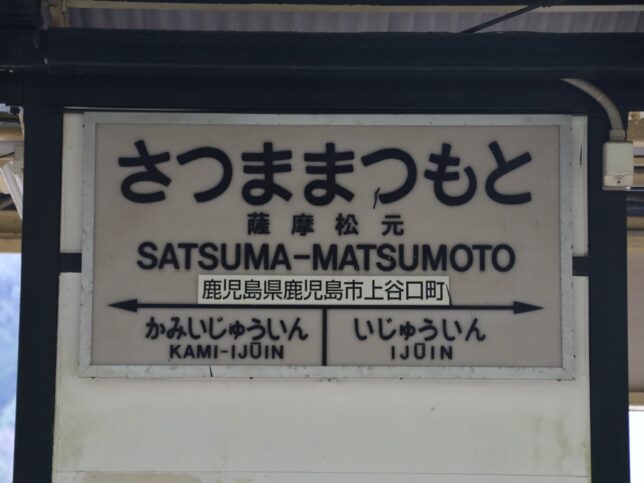 さつままつもと
薩摩松元
SATSUMA-MATSUMOTO
鹿児島県鹿児島市上谷口町
かみいじゅういん いじゅういん
KAMI-IJŪIN IJŪIN